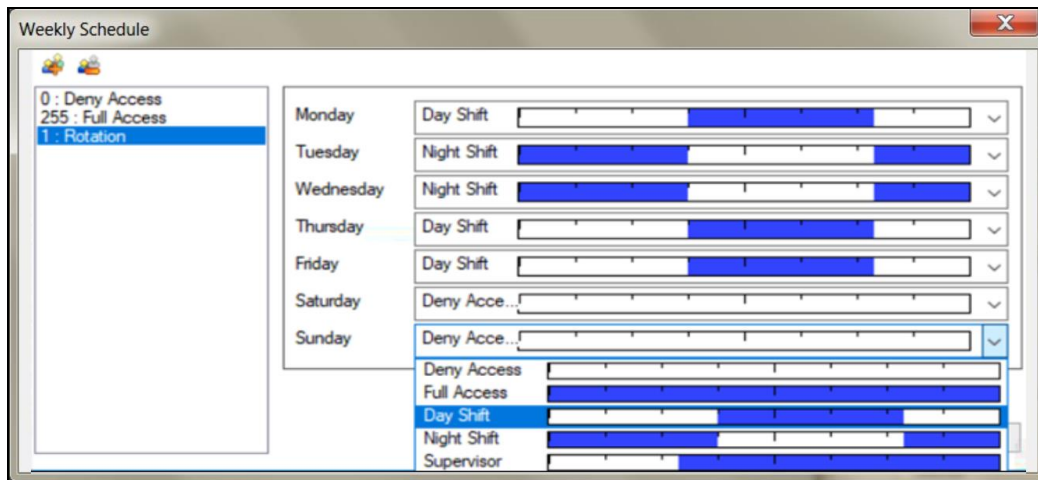 Weekly Schedule
0 : Deny Access
255 : Full Access
1 : Rotation
Monday Day Shift
Tuesday Night Shift
Wednesday Night Shift
Thursday Day Shift
Friday Day Shift
Saturday Deny Acce...
Sunday Deny Acce...
Deny Access
Full Access
Day Shift
Night Shift
Supervisor